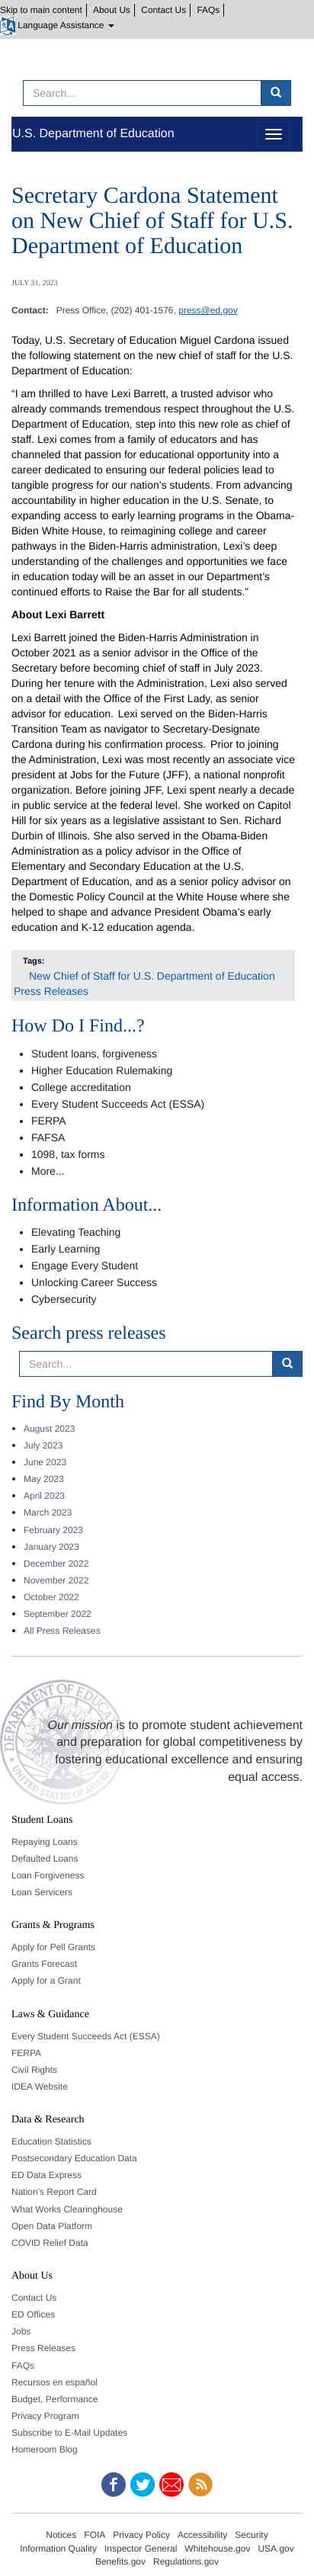 Skip to main content About Us Contact Us FAQs
Language Assistance
Search...
U.S. Department of Education
Secretary Cardona Statement
on New Chief of Staff for U.S.
Department of Education
JULY 31, 2023
Contact: Press Office, (202) 401-1576, press@ed.gov
Today, U.S. Secretary of Education Miguel Cardona issued
the following statement on the new chief of staff for the U.S.
Department of Education:
“I am thrilled to have Lexi Barrett, a trusted advisor who
already commands tremendous respect throughout the U.S.
Department of Education, step into this new role as chief of
staff. Lexi comes from a family of educators and has
channeled that passion for educational opportunity into a
career dedicated to ensuring our federal policies lead to
tangible progress for our nation’s students. From advancing
accountability in higher education in the U.S. Senate, to
expanding access to early learning programs in the Obama-
Biden White House, to reimagining college and career
pathways in the Biden-Harris administration, Lexi’s deep
understanding of the challenges and opportunities we face
in education today will be an asset in our Department’s
continued efforts to Raise the Bar for all students.”
About Lexi Barrett
Lexi Barrett joined the Biden-Harris Administration in
October 2021 as a senior advisor in the Office of the
Secretary before becoming chief of staff in July 2023.
During her tenure with the Administration, Lexi also served
on a detail with the Office of the First Lady, as senior
advisor for education. Lexi served on the Biden-Harris
Transition Team as navigator to Secretary-Designate
Cardona during his confirmation process. Prior to joining
the Administration, Lexi was most recently an associate vice
president at Jobs for the Future (JFF), a national nonprofit
organization. Before joining JFF, Lexi spent nearly a decade
in public service at the federal level. She worked on Capitol
Hill for six years as a legislative assistant to Sen. Richard
Durbin of Illinois. She also served in the Obama-Biden
Administration as a policy advisor in the Office of
Elementary and Secondary Education at the U.S.
Department of Education, and as a senior policy advisor on
the Domestic Policy Council at the White House where she
helped to shape and advance President Obama’s early
education and K-12 education agenda.
Tags:
New Chief of Staff for U.S. Department of Education
Press Releases
How Do I Find...?
• Student loans, forgiveness
• Higher Education Rulemaking
• College accreditation
• Every Student Succeeds Act (ESSA)
• FERPA
• FAFSA
• 1098, tax forms
• More...
Information About...
• Elevating Teaching
• Early Learning
• Engage Every Student
• Unlocking Career Success
• Cybersecurity
Search press releases
Search...
Find By Month
• August 2023
• July 2023
• June 2023
• May 2023
• April 2023
• March 2023
• February 2023
• January 2023
• December 2022
• November 2022
• October 2022
• September 2022
• All Press Releases
Our mission is to promote student achievement
and preparation for global competitiveness by
fostering educational excellence and ensuring
equal access.
Student Loans
Repaying Loans
Defaulted Loans
Loan Forgiveness
Loan Servicers
Grants & Programs
Apply for Pell Grants
Grants Forecast
Apply for a Grant
Laws & Guidance
Every Student Succeeds Act (ESSA)
FERPA
Civil Rights
IDEA Website
Data & Research
Education Statistics
Postsecondary Education Data
ED Data Express
Nation's Report Card
What Works Clearinghouse
Open Data Platform
COVID Relief Data
About Us
Contact Us
ED Offices
Jobs
Press Releases
FAQs
Recursos en español
Budget, Performance
Privacy Program
Subscribe to E-Mail Updates
Homeroom Blog
Notices FOIA Privacy Policy Accessibility Security
Information Quality Inspector General Whitehouse.gov USA.gov
Benefits.gov Regulations.gov